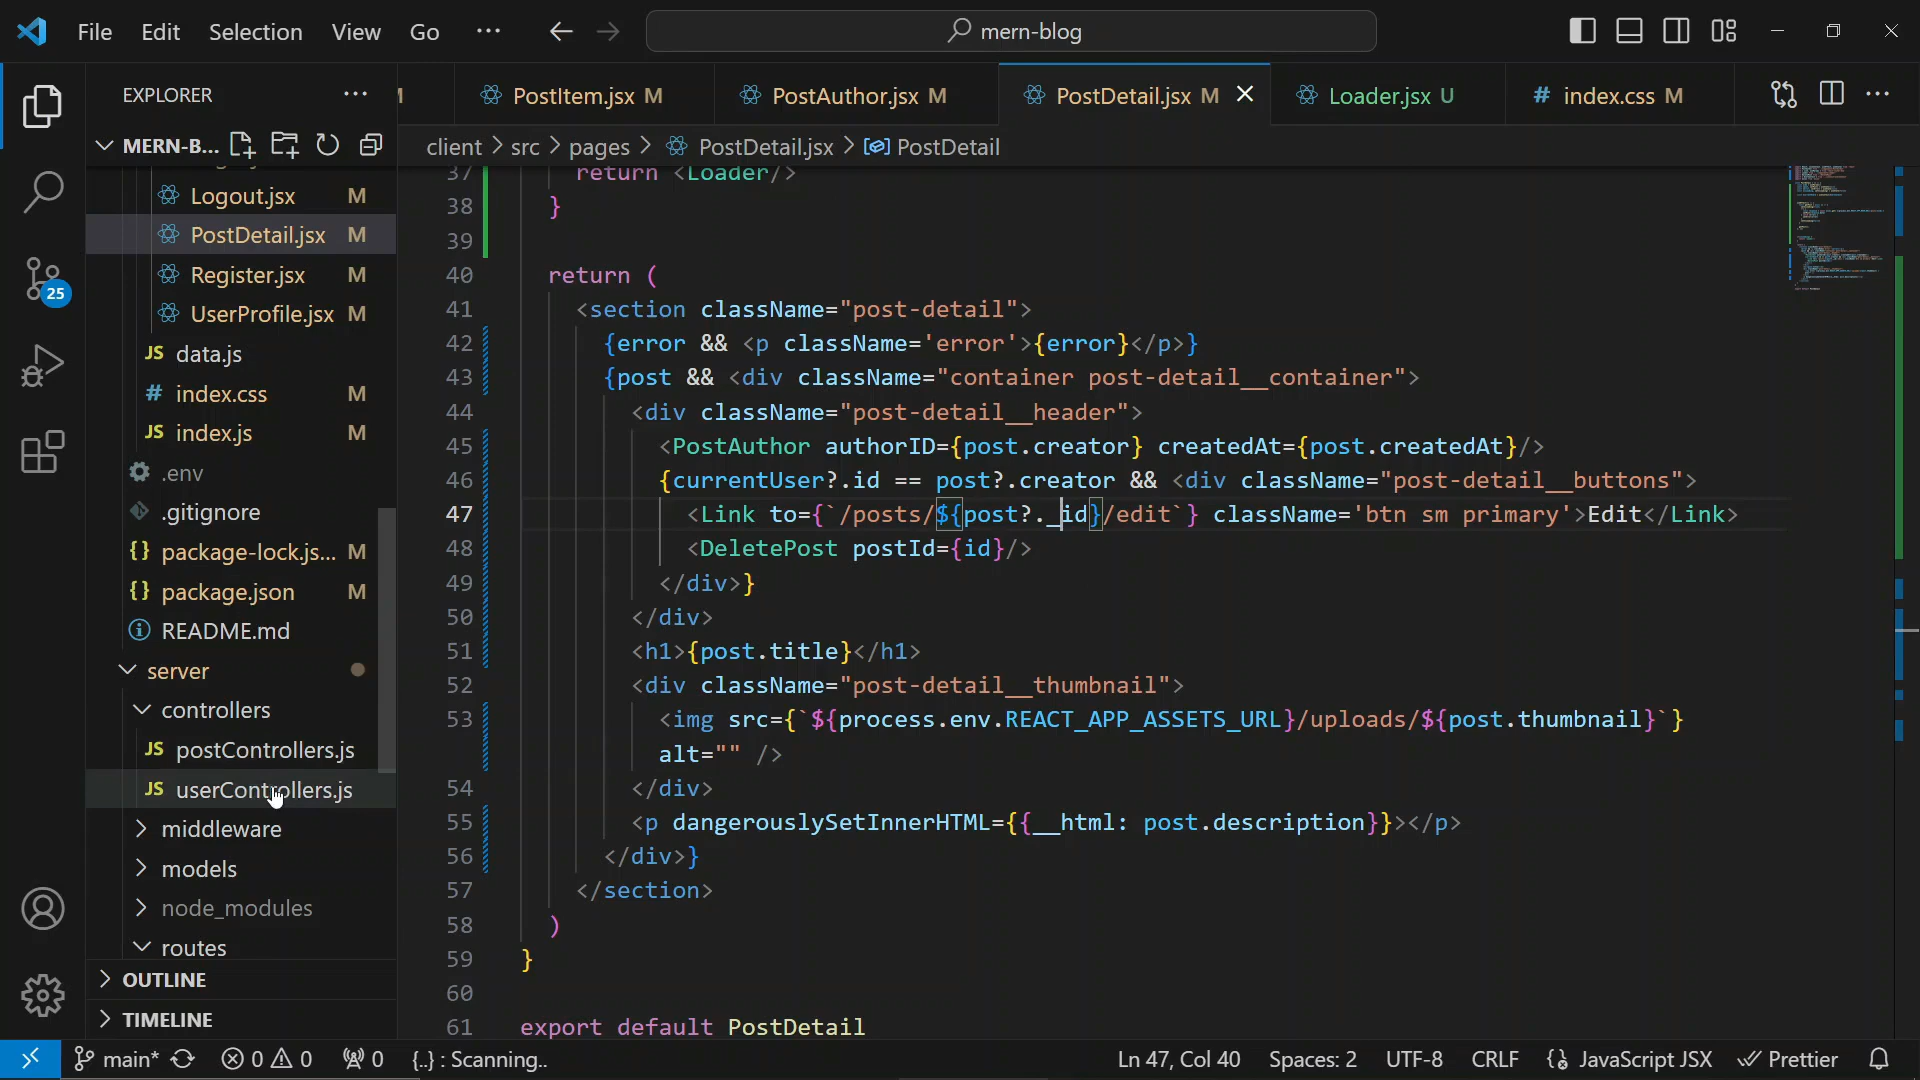 File Edit Selection View Go ··· mern-blog
EXPLORER ···
MERN-B...
Logout.jsx M
PostDetail.jsx M
Register.jsx M
UserProfile.jsx M
JS data.js
# index.css M
JS index.js M
.env
.gitignore
{} package-lock.js... M
{} package.json M
README.md
server
controllers
JS postControllers.js
JS userControllers.js
middleware
models
node_modules
routes
OUTLINE
TIMELINE
25
M PostItem.jsx M PostAuthor.jsx M PostDetail.jsx M Loader.jsx U # index.css M ···
client > src > pages > PostDetail.jsx > PostDetail
37 return <Loader/>
38 }
39
40 return (
41 <section className="post-detail">
42 {error && <p className='error'>{error}</p>}
43 {post && <div className="container post-detail__container">
44 <div className="post-detail__header">
45 <PostAuthor authorID={post.creator} createdAt={post.createdAt}/>
46 {currentUser?.id == post?.creator && <div className="post-detail__buttons">
47 <Link to={`/posts/${post?._id}/edit`} className='btn sm primary'>Edit</Link>
48 <DeletePost postId={id}/>
49 </div>}
50 </div>
51 <h1>{post.title}</h1>
52 <div className="post-detail__thumbnail">
53 <img src={`${process.env.REACT_APP_ASSETS_URL}/uploads/${post.thumbnail}`}
alt="" />
54 </div>
55 <p dangerouslySetInnerHTML={{__html: post.description}}></p>
56 </div>}
57 </section>
58 )
59 }
60
61 export default PostDetail
main* 0 0 0 {..} : Scanning.. Ln 47, Col 40 Spaces: 2 UTF-8 CRLF JavaScript JSX Prettier